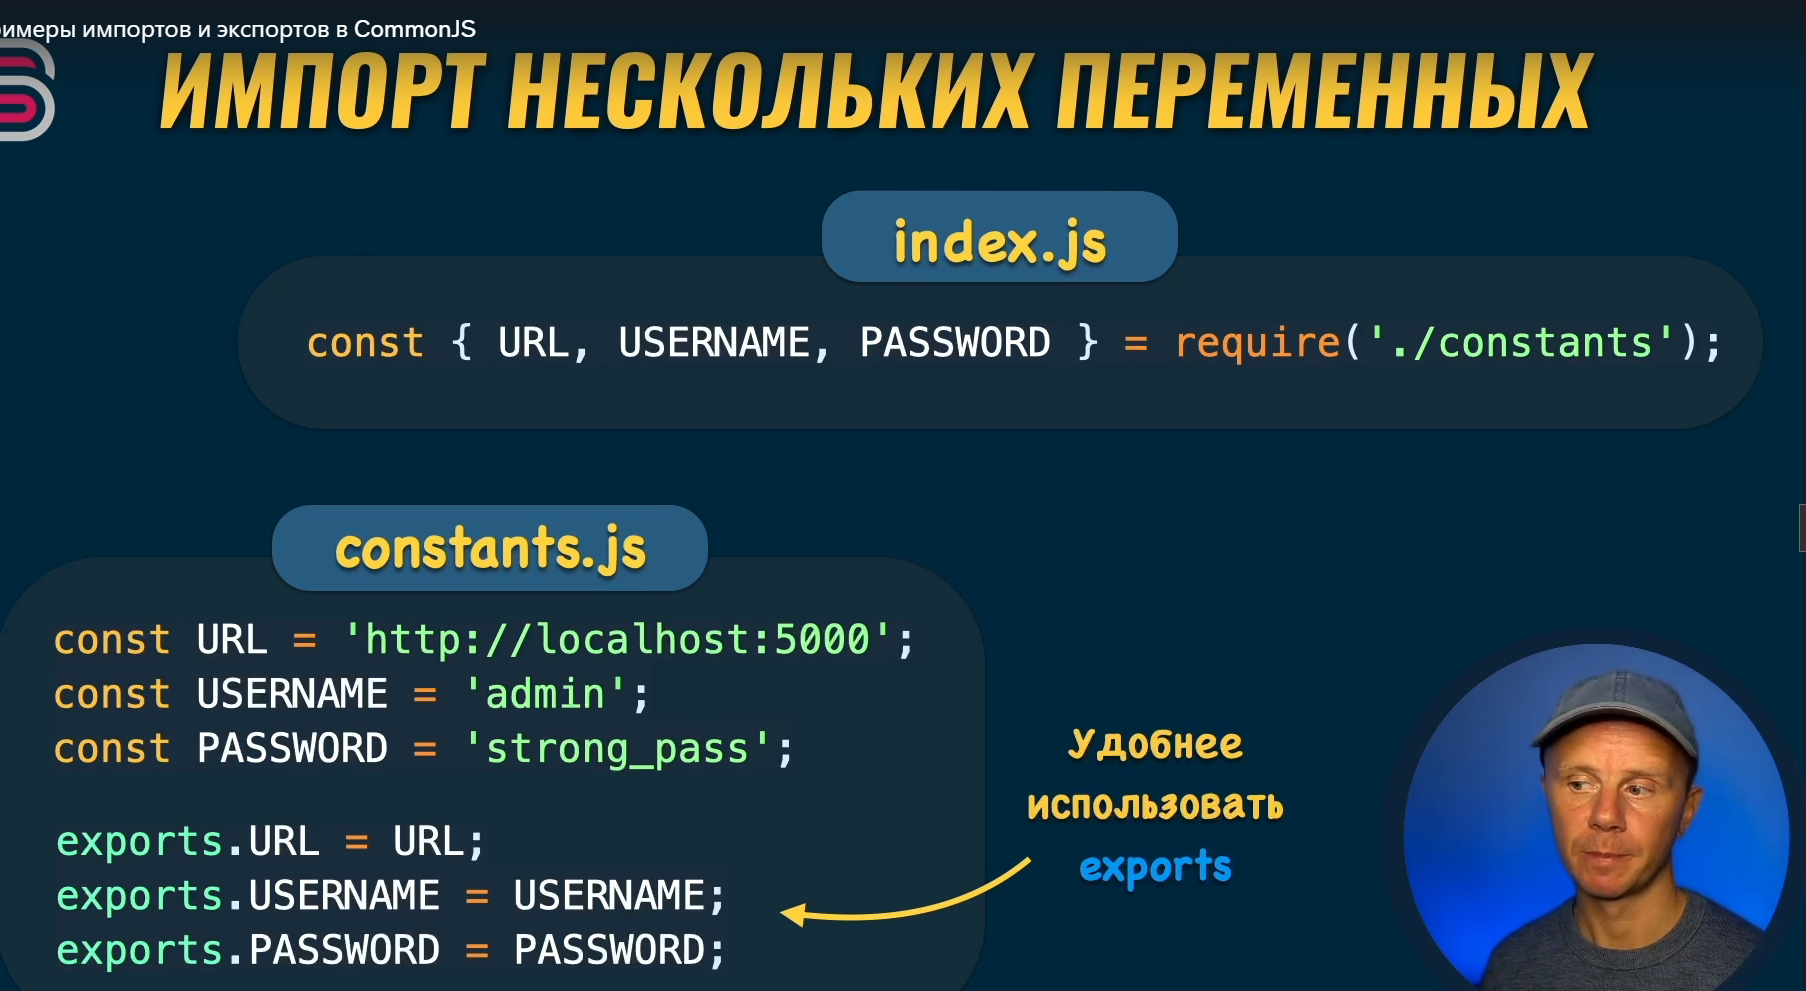 имеры импортов и экспортов в CommonJS
ИМПОРТ НЕСКОЛЬКИХ ПЕРЕМЕННЫХ
index.js
const { URL, USERNAME, PASSWORD } = require('./constants');
constants.js
const URL = 'http://localhost:5000';
const USERNAME = 'admin';
const PASSWORD = 'strong_pass';
exports.URL = URL;
exports.USERNAME = USERNAME;
exports.PASSWORD = PASSWORD;
Удобнее
использовать
exports